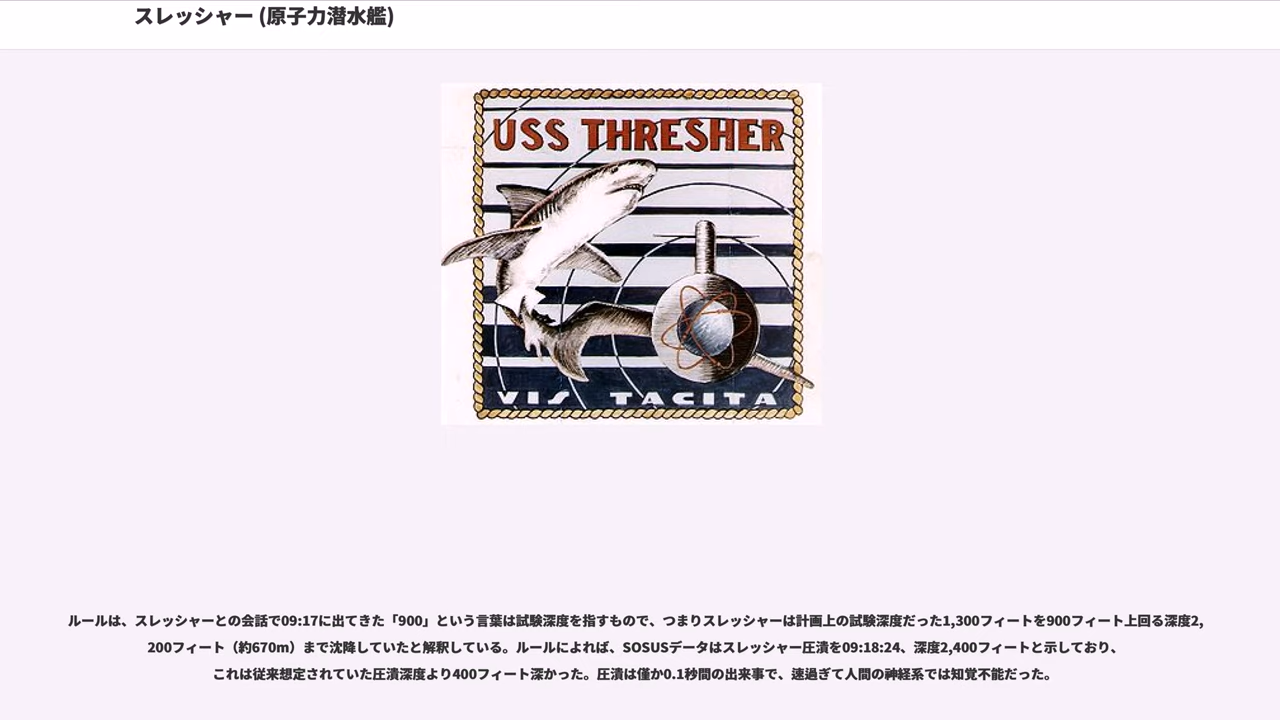 スレッシャー (原子力潜水艦)
USS THRESHER
VIS TACITA
ルールは、スレッシャーとの会話で09:17に出てきた「900」という言葉は試験深度を指すもので、つまりスレッシャーは計画上の試験深度だった1,300フィートを900フィート上回る深度2,
200フィート（約670m）まで沈降していたと解釈している。ルールによれば、SOSUSデータはスレッシャー圧潰を09:18:24、深度2,400フィートと示しており、
これは従来想定されていた圧潰深度より400フィート深かった。圧潰は僅か0.1秒間の出来事で、速過ぎて人間の神経系では知覚不能だった。